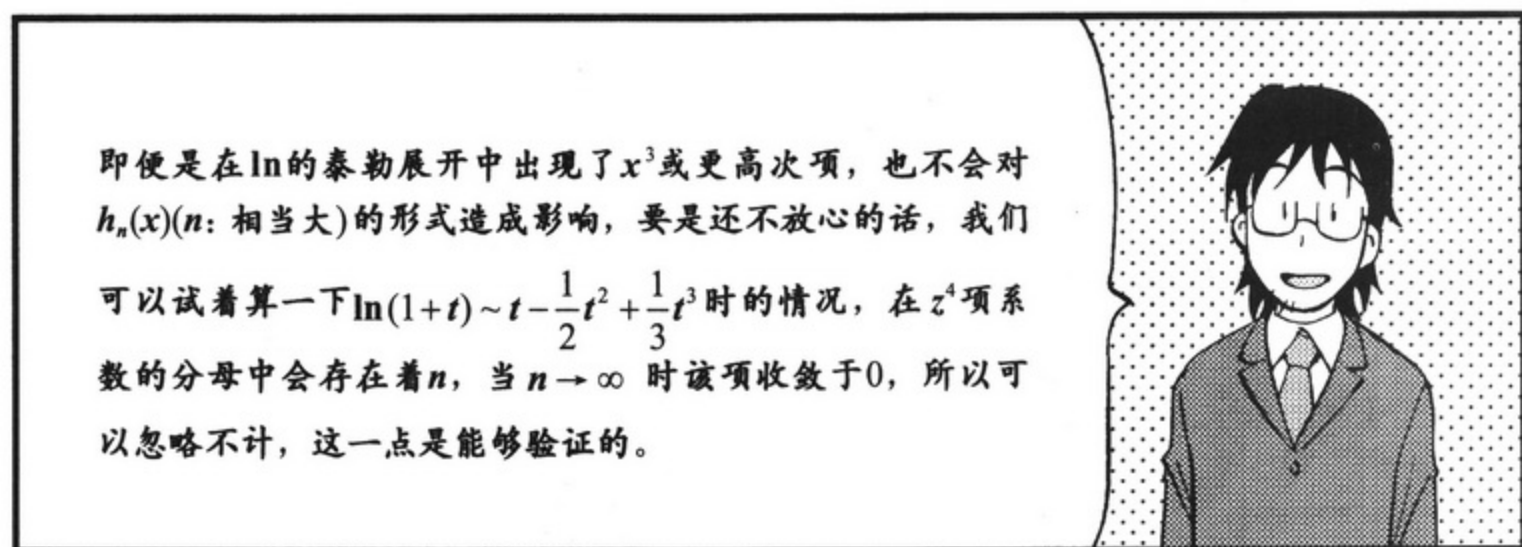 即便是在ln的泰勒展开中出现了x³或更高次项，也不会对
hₙ(x)(n：相当大)的形式造成影响，要是还不放心的话，我们
可以试着算一下ln(1+t)~t-\frac{1}{2}t²+\frac{1}{3}t³时的情况，在z⁴项系
数的分母中会存在着n，当n→∞ 时该项收敛于0，所以可
以忽略不计，这一点是能够验证的。